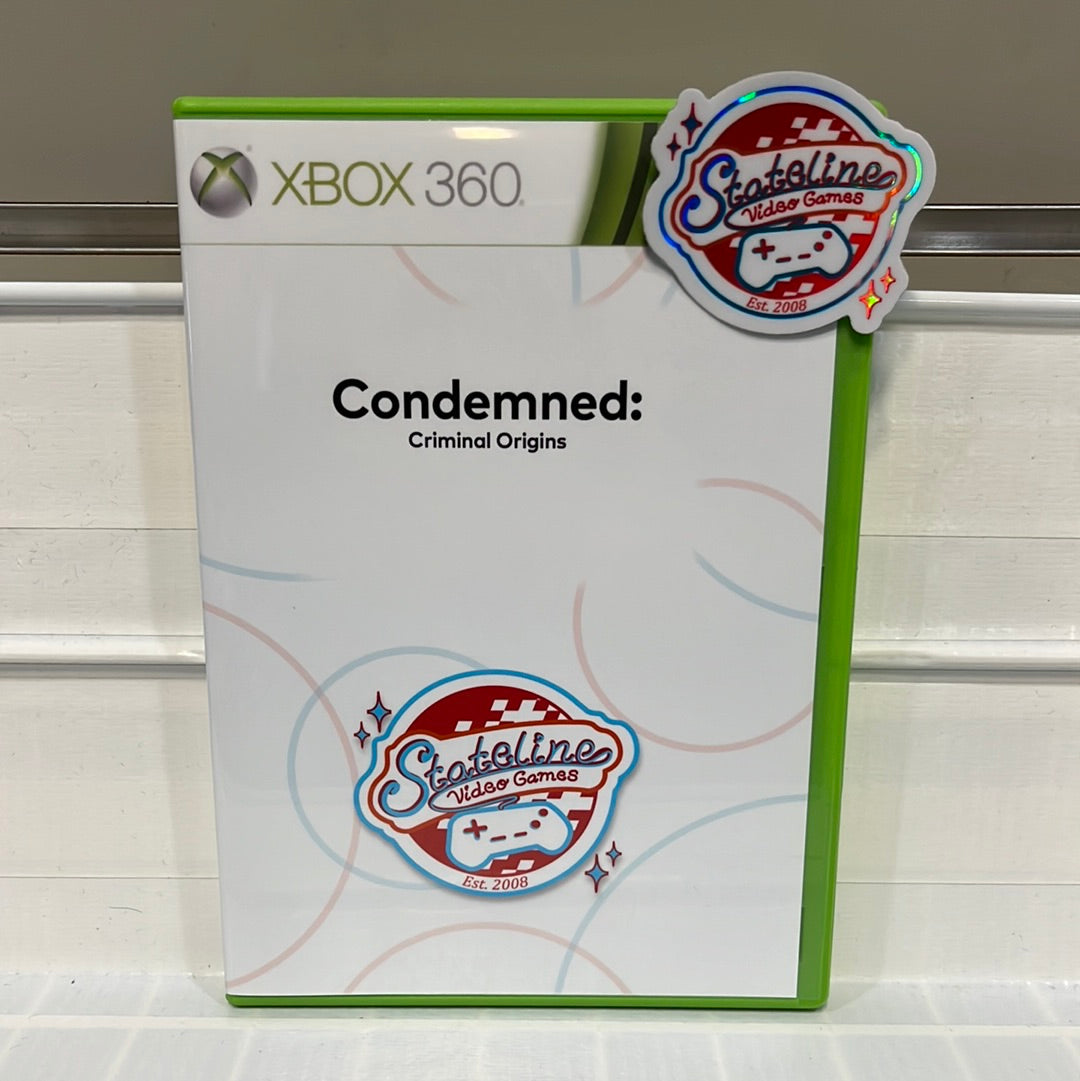 XBOX 360
Stateline
Video Games
Est. 2008
Condemned:
Criminal Origins
Stateline
Video Games
Est. 2008